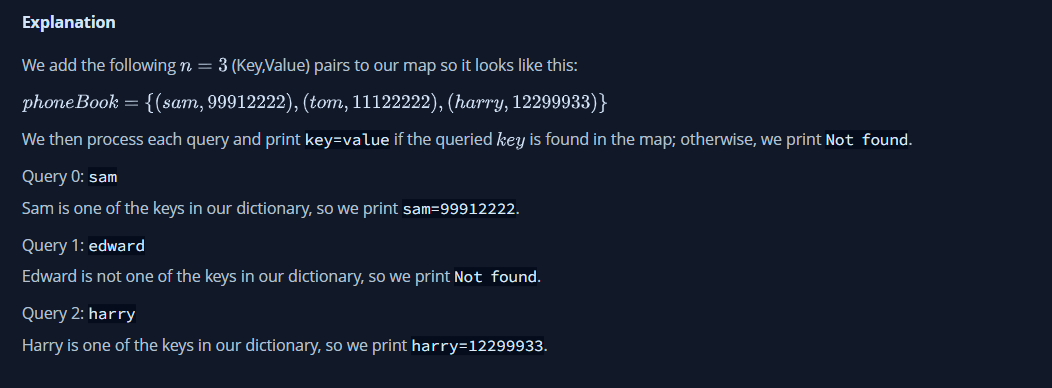 Explanation
We add the following n = 3 (Key,Value) pairs to our map so it looks like this:
phoneBook = {(sam, 99912222), (tom, 11122222), (harry, 12299933)}
We then process each query and print key=value if the queried key is found in the map; otherwise, we print Not found.
Query 0: sam
Sam is one of the keys in our dictionary, so we print sam=99912222.
Query 1: edward
Edward is not one of the keys in our dictionary, so we print Not found.
Query 2: harry
Harry is one of the keys in our dictionary, so we print harry=12299933.